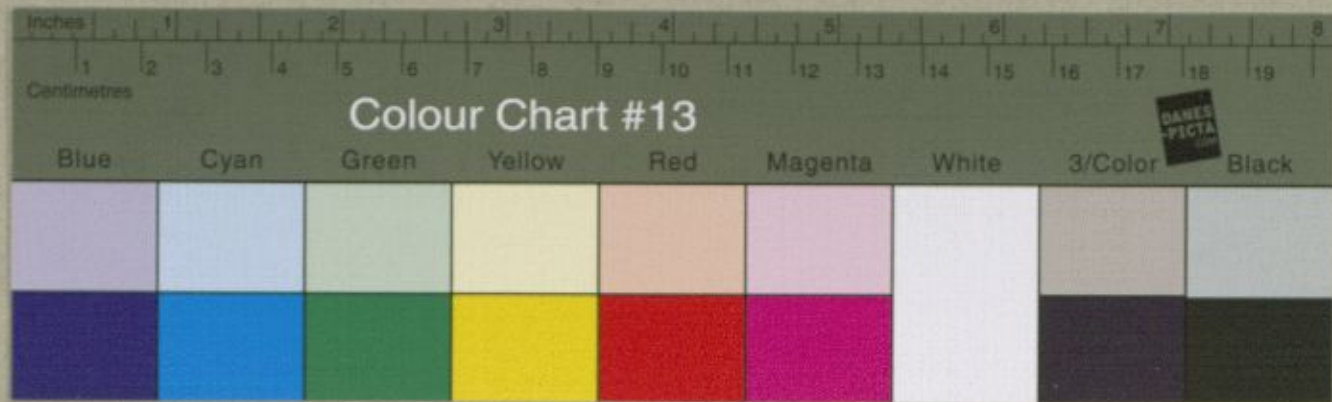 Inches 1 2 3 4 5 6 7 8
1 2 3 4 5 6 7 8 9 10 11 12 13 14 15 16 17 18 19
Centimetres
Colour Chart #13
DANES
-PICTA
.COM
Blue Cyan Green Yellow Red Magenta White 3/Color Black